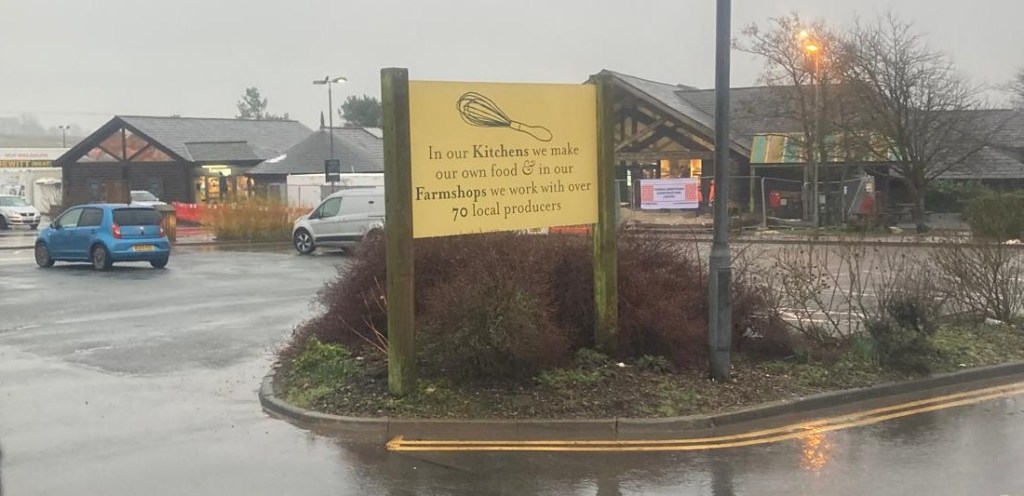 In our Kitchens we make
our own food & in our
Farmshops we work with over
70 local producers